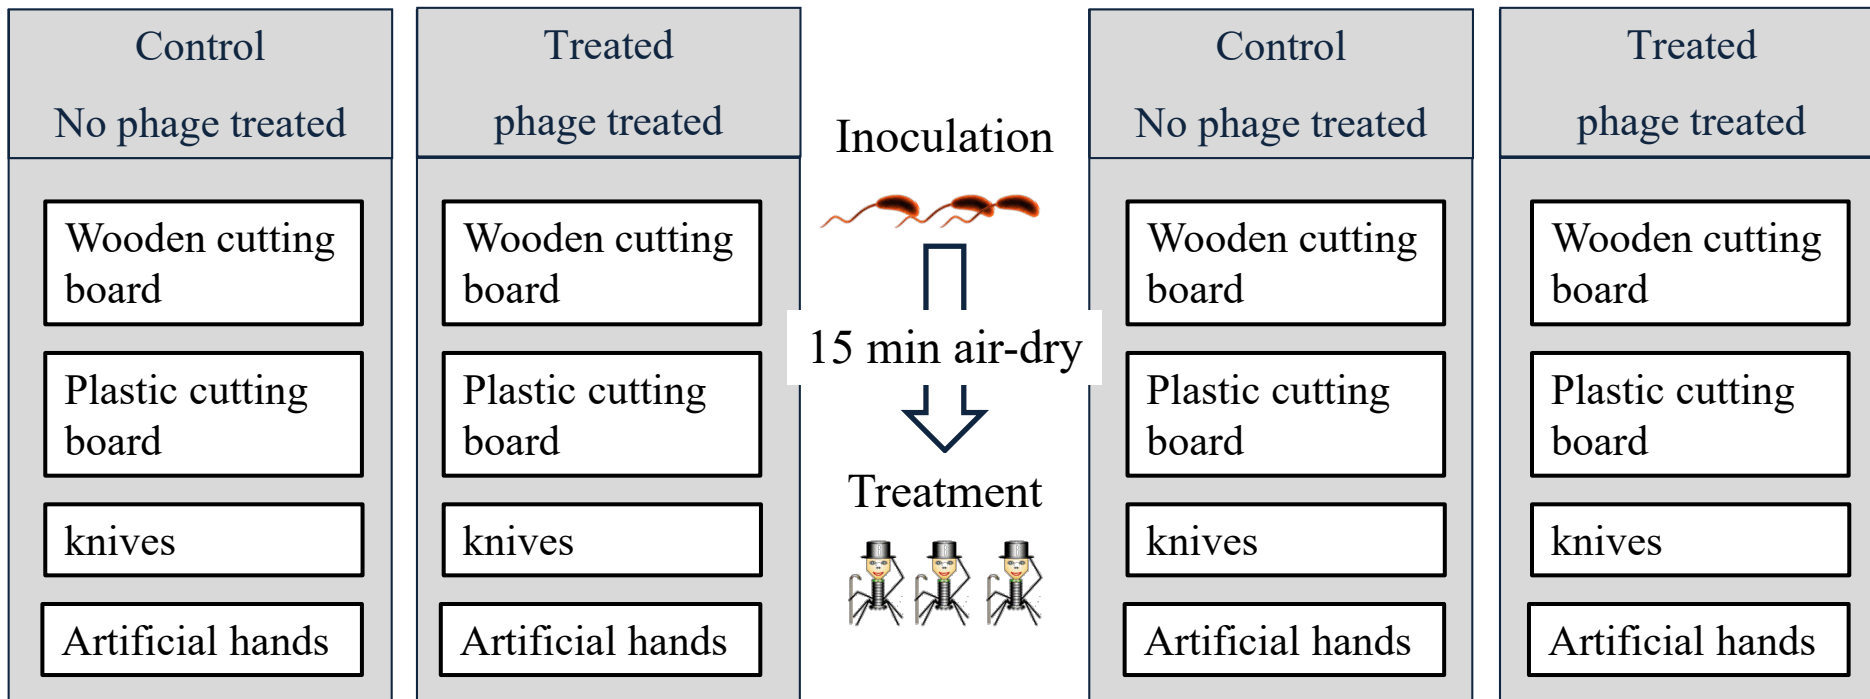 Control
No phage treated
Wooden cutting
board
Plastic cutting
board
knives
Artificial hands
Treated
phage treated
Wooden cutting
board
Plastic cutting
board
knives
Artificial hands
Inoculation
15 min air-dry
Treatment
Control
No phage treated
Wooden cutting
board
Plastic cutting
board
knives
Artificial hands
Treated
phage treated
Wooden cutting
board
Plastic cutting
board
knives
Artificial hands